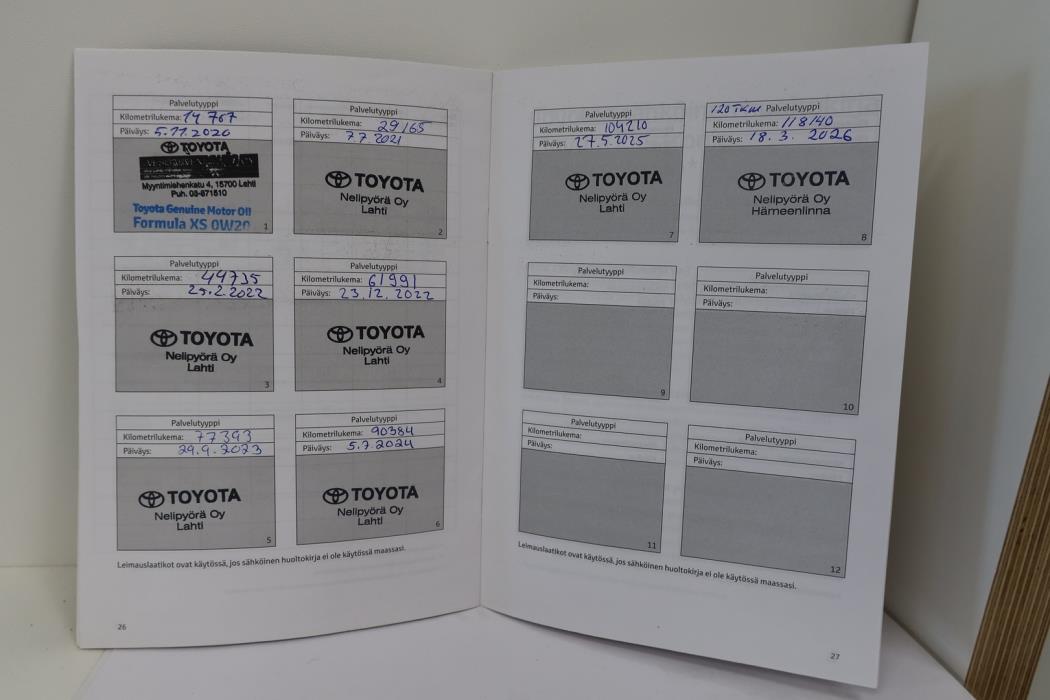 Palvelutyyppi
Kilometrilukema: 14 767
Päiväys: 5.11.2020
TOYOTA
Myyntimiehenkatu 4, 15700 Lahti
Puh. 03-871510
Toyota Genuine Motor Oil
Formula XS 0W20
1
Palvelutyyppi
Kilometrilukema: 29165
Päiväys: 7.7.2021
TOYOTA
Nelipyörä Oy
Lahti
2
Palvelutyyppi
Kilometrilukema: 44735
Päiväys: 25.2.2022
TOYOTA
Nelipyörä Oy
Lahti
3
Palvelutyyppi
Kilometrilukema: 61991
Päiväys: 23.12.2022
TOYOTA
Nelipyörä Oy
Lahti
4
Palvelutyyppi
Kilometrilukema: 77393
Päiväys: 29.9.2023
TOYOTA
Nelipyörä Oy
Lahti
5
Palvelutyyppi
Kilometrilukema: 90384
Päiväys: 5.7.2024
TOYOTA
Nelipyörä Oy
Lahti
6
Leimauslaatikot ovat käytössä, jos sähköinen huoltokirja ei ole käytössä maassasi.
26
Palvelutyyppi
Kilometrilukema: 104210
Päiväys: 27.5.2025
TOYOTA
Nelipyörä Oy
Lahti
7
120 TKM Palvelutyyppi
Kilometrilukema: 118140
Päiväys: 18.3.2026
TOYOTA
Nelipyörä Oy
Hämeenlinna
8
Palvelutyyppi
Kilometrilukema:
Päiväys:
9
Palvelutyyppi
Kilometrilukema:
Päiväys:
10
Palvelutyyppi
Kilometrilukema:
Päiväys:
11
Palvelutyyppi
Kilometrilukema:
Päiväys:
12
Leimauslaatikot ovat käytössä, jos sähköinen huoltokirja ei ole käytössä maassasi.
27